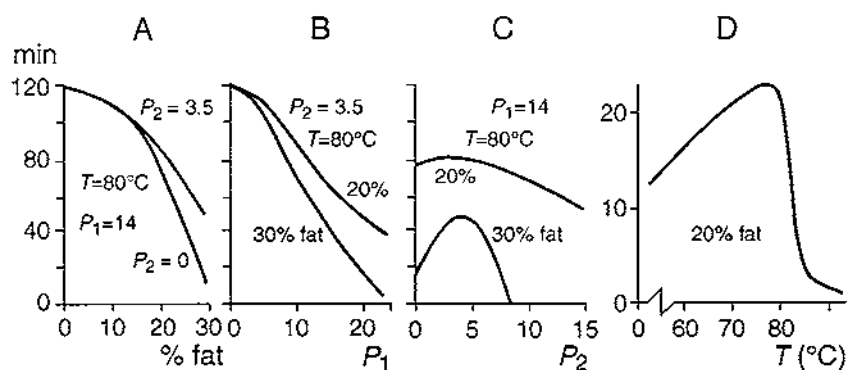 A
B
C
D
min
120
80
40
0
P₂ = 3.5
T=80°C
P₁=14
P₂ = 0
0
10
20
30
% fat
P₂ = 3.5
T=80°C
20%
30% fat
0
10
20
P₁
P₁=14
T=80°C
20%
30% fat
0
5
10
15
P₂
20
10
0
20% fat
60
70
80
T (°C)